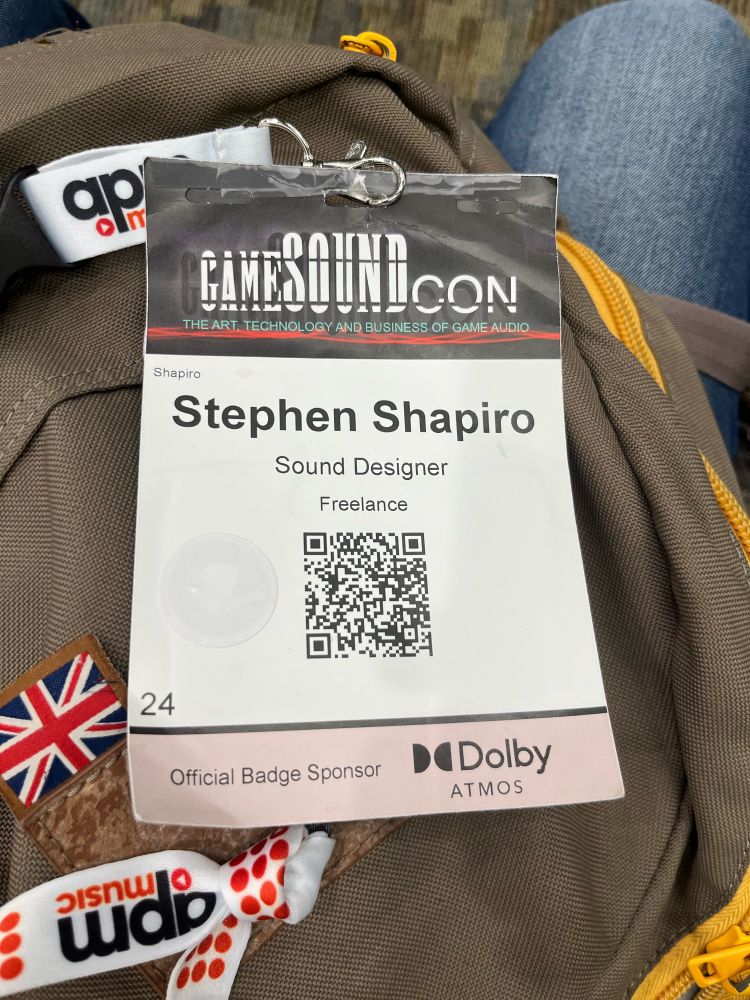 apm
GAMESOUNDCON
THE ART, TECHNOLOGY AND BUSINESS OF GAME AUDIO
Shapiro
Stephen Shapiro
Sound Designer
Freelance
24
Official Badge Sponsor
Dolby
ATMOS
apm
music